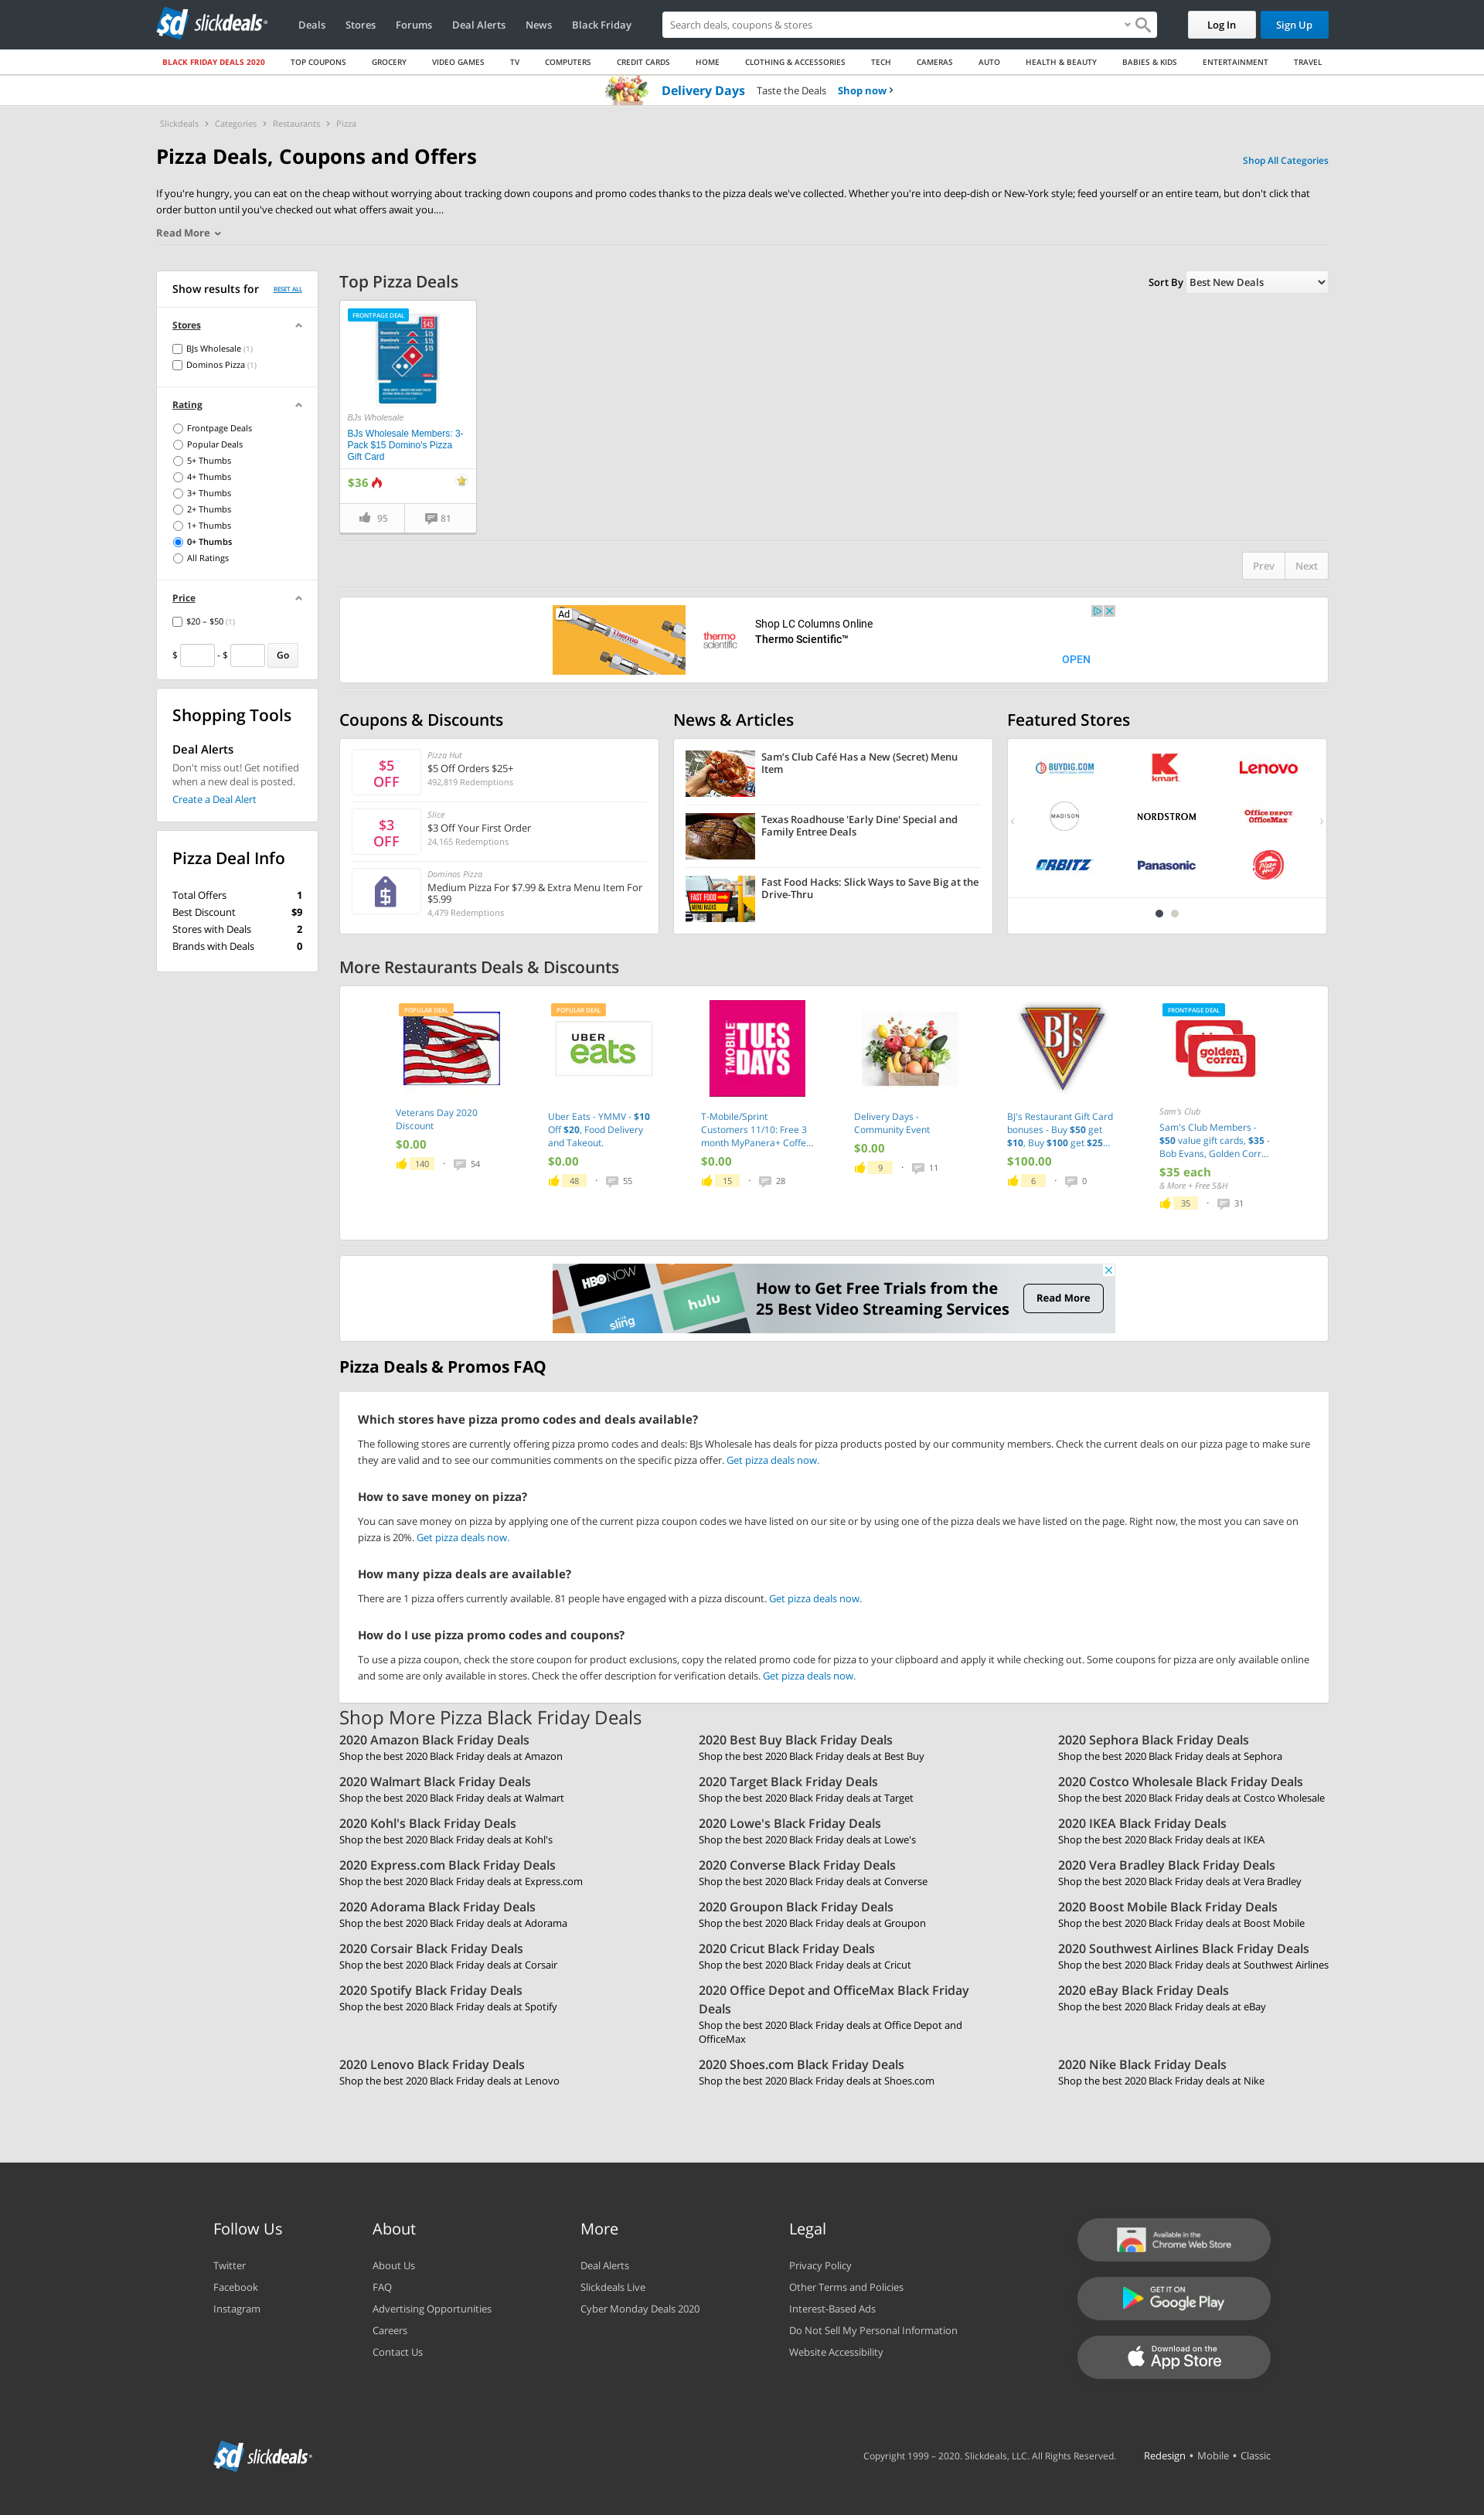 sd slickdeals
Deals
Stores
Forums
Deal Alerts
News
Black Friday
Search deals, coupons & stores
Log In
Sign Up
BLACK FRIDAY DEALS 2020
TOP COUPONS
GROCERY
VIDEO GAMES
TV
COMPUTERS
CREDIT CARDS
HOME
CLOTHING & ACCESSORIES
TECH
CAMERAS
AUTO
HEALTH & BEAUTY
BABIES & KIDS
ENTERTAINMENT
TRAVEL
Delivery Days Taste the Deals Shop now ›
Slickdeals › Categories › Restaurants › Pizza
Pizza Deals, Coupons and Offers
Shop All Categories
If you're hungry, you can eat on the cheap without worrying about tracking down coupons and promo codes thanks to the pizza deals we've collected. Whether you're into deep-dish or New-York style; feed yourself or an entire team, but don't click that
order button until you've checked out what offers await you....
Read More
Show results for
RESET ALL
Stores
BJs Wholesale (1)
Dominos Pizza (1)
Rating
Frontpage Deals
Popular Deals
5+ Thumbs
4+ Thumbs
3+ Thumbs
2+ Thumbs
1+ Thumbs
0+ Thumbs
All Ratings
Price
$20 – $50 (1)
$ - $ Go
Shopping Tools
Deal Alerts
Don't miss out! Get notified
when a new deal is posted.
Create a Deal Alert
Pizza Deal Info
Total Offers 1
Best Discount $9
Stores with Deals 2
Brands with Deals 0
Top Pizza Deals
Sort By Best New Deals
FRONTPAGE DEAL
$45
$15
$15
$15
BJs Wholesale
BJs Wholesale Members: 3-
Pack $15 Domino's Pizza
Gift Card
$36
95
81
Prev
Next
Ad
thermo
scientific
Shop LC Columns Online
Thermo Scientific™
OPEN
Coupons & Discounts
$5
OFF
Pizza Hut
$5 Off Orders $25+
492,819 Redemptions
$3
OFF
Slice
$3 Off Your First Order
24,165 Redemptions
Dominos Pizza
Medium Pizza For $7.99 & Extra Menu Item For
$5.99
4,479 Redemptions
News & Articles
Sam's Club Café Has a New (Secret) Menu
Item
Texas Roadhouse 'Early Dine' Special and
Family Entree Deals
FAST FOOD
MENU HACKS
Fast Food Hacks: Slick Ways to Save Big at the
Drive-Thru
Featured Stores
BUYDIG.COM
kmart
Lenovo
MADISON
NORDSTROM
Office DEPOT
OfficeMax
ORBITZ
Panasonic
Pizza Hut
More Restaurants Deals & Discounts
POPULAR DEAL
Veterans Day 2020
Discount
$0.00
140 · 54
POPULAR DEAL
UBER
eats
Uber Eats - YMMV - $10
Off $20, Food Delivery
and Takeout.
$0.00
48 · 55
T-MOBILE
TUES
DAYS
T-Mobile/Sprint
Customers 11/10: Free 3
month MyPanera+ Coffe...
$0.00
15 · 28
Delivery Days -
Community Event
$0.00
9 · 11
BJ's
BJ's Restaurant Gift Card
bonuses - Buy $50 get
$10, Buy $100 get $25...
$100.00
6 · 0
FRONTPAGE DEAL
golden
corral
Sam's Club
Sam's Club Members -
$50 value gift cards, $35 -
Bob Evans, Golden Corr...
$35 each
& More + Free S&H
35 · 31
HBO NOW
sling
hulu
How to Get Free Trials from the
25 Best Video Streaming Services
Read More
Pizza Deals & Promos FAQ
Which stores have pizza promo codes and deals available?
The following stores are currently offering pizza promo codes and deals: BJs Wholesale has deals for pizza products posted by our community members. Check the current deals on our pizza page to make sure
they are valid and to see our communities comments on the specific pizza offer. Get pizza deals now.
How to save money on pizza?
You can save money on pizza by applying one of the current pizza coupon codes we have listed on our site or by using one of the pizza deals we have listed on the page. Right now, the most you can save on
pizza is 20%. Get pizza deals now.
How many pizza deals are available?
There are 1 pizza offers currently available. 81 people have engaged with a pizza discount. Get pizza deals now.
How do I use pizza promo codes and coupons?
To use a pizza coupon, check the store coupon for product exclusions, copy the related promo code for pizza to your clipboard and apply it while checking out. Some coupons for pizza are only available online
and some are only available in stores. Check the offer description for verification details. Get pizza deals now.
Shop More Pizza Black Friday Deals
2020 Amazon Black Friday Deals
Shop the best 2020 Black Friday deals at Amazon
2020 Best Buy Black Friday Deals
Shop the best 2020 Black Friday deals at Best Buy
2020 Sephora Black Friday Deals
Shop the best 2020 Black Friday deals at Sephora
2020 Walmart Black Friday Deals
Shop the best 2020 Black Friday deals at Walmart
2020 Target Black Friday Deals
Shop the best 2020 Black Friday deals at Target
2020 Costco Wholesale Black Friday Deals
Shop the best 2020 Black Friday deals at Costco Wholesale
2020 Kohl's Black Friday Deals
Shop the best 2020 Black Friday deals at Kohl's
2020 Lowe's Black Friday Deals
Shop the best 2020 Black Friday deals at Lowe's
2020 IKEA Black Friday Deals
Shop the best 2020 Black Friday deals at IKEA
2020 Express.com Black Friday Deals
Shop the best 2020 Black Friday deals at Express.com
2020 Converse Black Friday Deals
Shop the best 2020 Black Friday deals at Converse
2020 Vera Bradley Black Friday Deals
Shop the best 2020 Black Friday deals at Vera Bradley
2020 Adorama Black Friday Deals
Shop the best 2020 Black Friday deals at Adorama
2020 Groupon Black Friday Deals
Shop the best 2020 Black Friday deals at Groupon
2020 Boost Mobile Black Friday Deals
Shop the best 2020 Black Friday deals at Boost Mobile
2020 Corsair Black Friday Deals
Shop the best 2020 Black Friday deals at Corsair
2020 Cricut Black Friday Deals
Shop the best 2020 Black Friday deals at Cricut
2020 Southwest Airlines Black Friday Deals
Shop the best 2020 Black Friday deals at Southwest Airlines
2020 Spotify Black Friday Deals
Shop the best 2020 Black Friday deals at Spotify
2020 Office Depot and OfficeMax Black Friday
Deals
Shop the best 2020 Black Friday deals at Office Depot and
OfficeMax
2020 eBay Black Friday Deals
Shop the best 2020 Black Friday deals at eBay
2020 Lenovo Black Friday Deals
Shop the best 2020 Black Friday deals at Lenovo
2020 Shoes.com Black Friday Deals
Shop the best 2020 Black Friday deals at Shoes.com
2020 Nike Black Friday Deals
Shop the best 2020 Black Friday deals at Nike
Follow Us
Twitter
Facebook
Instagram
About
About Us
FAQ
Advertising Opportunities
Careers
Contact Us
More
Deal Alerts
Slickdeals Live
Cyber Monday Deals 2020
Legal
Privacy Policy
Other Terms and Policies
Interest-Based Ads
Do Not Sell My Personal Information
Website Accessibility
Available in the
Chrome Web Store
GET IT ON
Google Play
Download on the
App Store
sd slickdeals
Copyright 1999 – 2020. Slickdeals, LLC. All Rights Reserved.
Redesign • Mobile • Classic